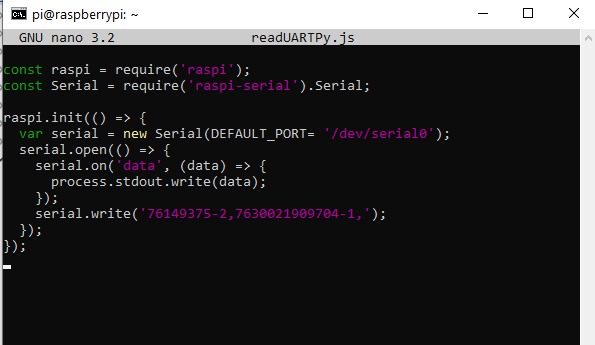 pi@raspberrypi: ~
GNU nano 3.2 readUARTPy.js
const raspi = require('raspi');
const Serial = require('raspi-serial').Serial;
raspi.init(() => {
  var serial = new Serial(DEFAULT_PORT= '/dev/serial0');
  serial.open(() => {
    serial.on('data', (data) => {
      process.stdout.write(data);
    });
    serial.write('76149375-2,7630021909704-1,');
  });
});